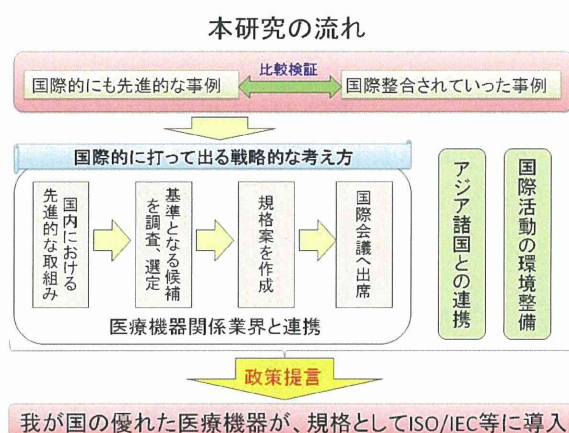 本研究の流れ
比較検証
国際的にも先進的な事例
国際整合されていった事例
国際的に打って出る戦略的な考え方
国内における
先進的な取組み
基準となる候補
を調査、選定
規格案を作成
国際会議へ出席
医療機器関係業界と連携
アジア諸国との連携
国際活動の環境整備
政策提言
我が国の優れた医療機器が、規格としてISO/IEC等に導入